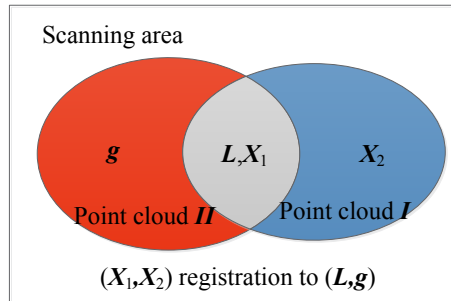 Scanning area
g
L,X1
X2
Point cloud II
Point cloud I
(X1,X2) registration to (L,g)